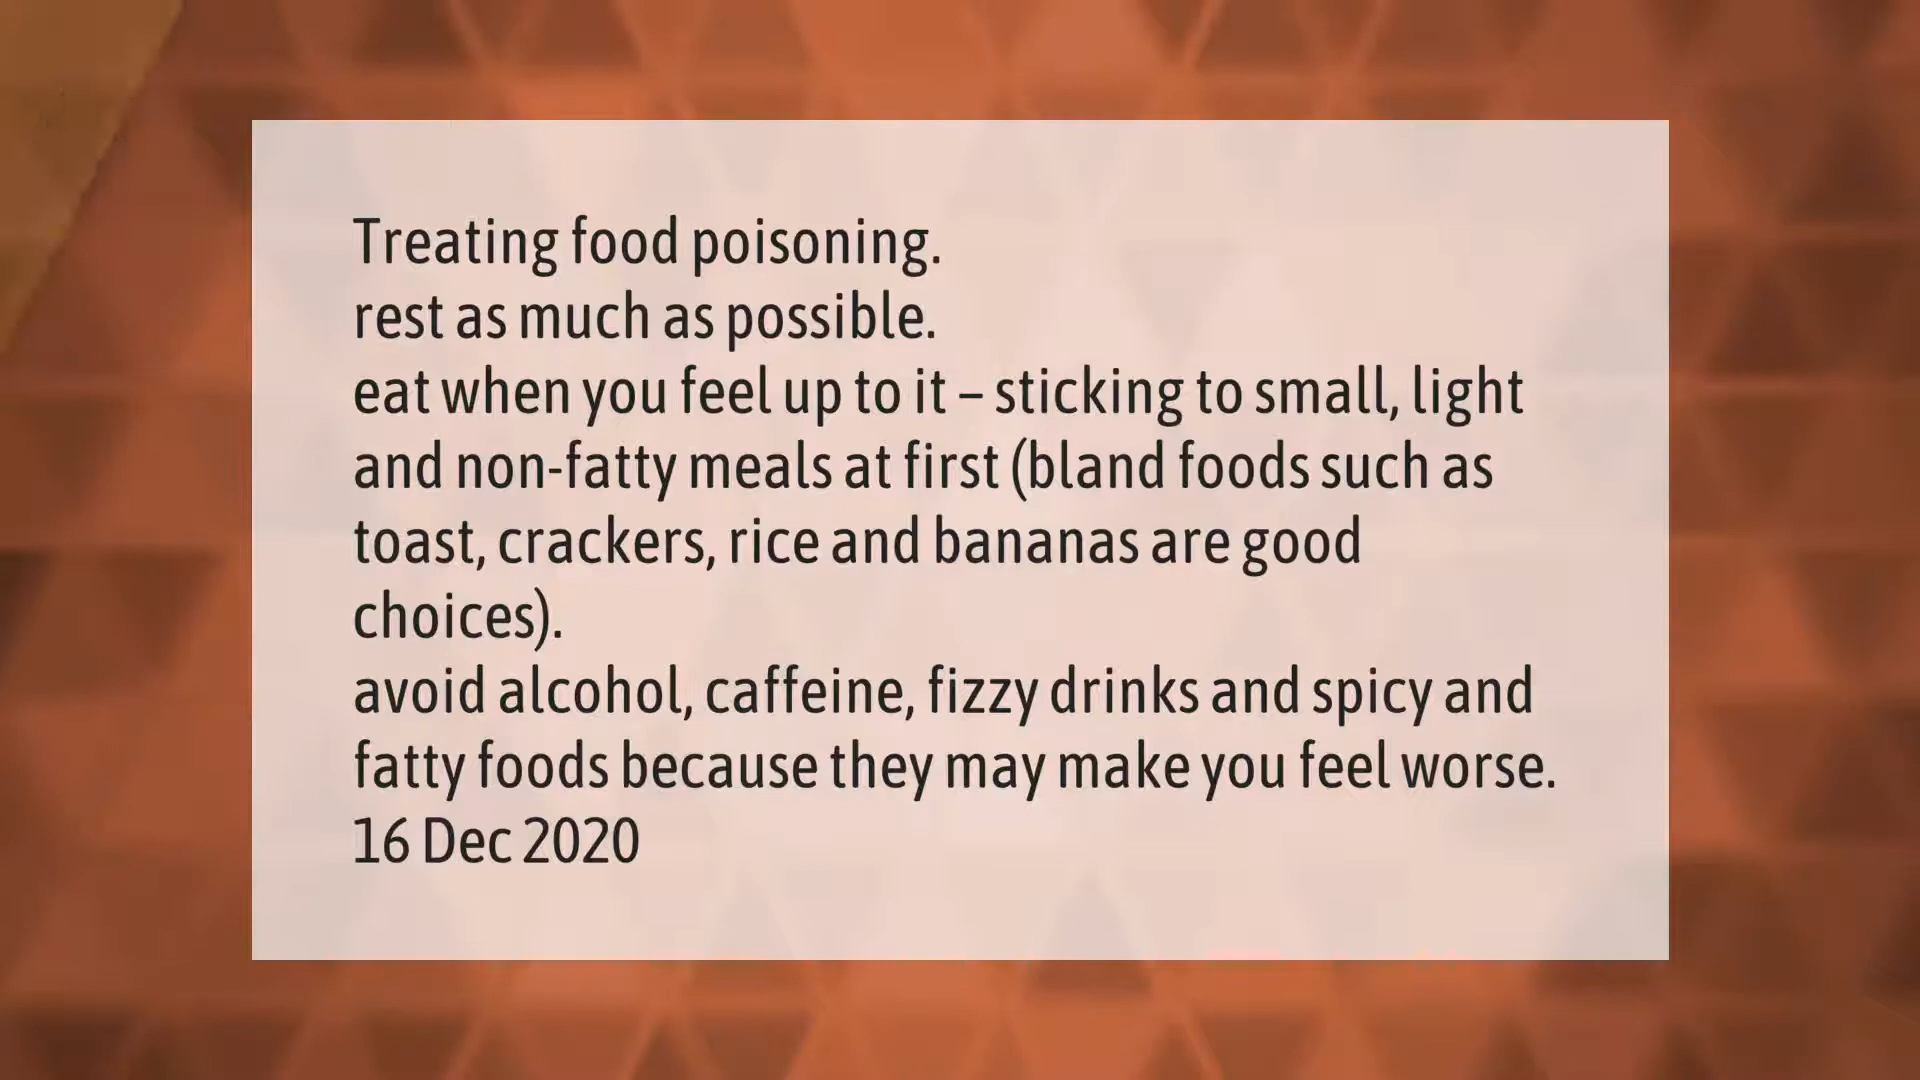 Treating food poisoning.
rest as much as possible.
eat when you feel up to it – sticking to small, light
and non-fatty meals at first (bland foods such as
toast, crackers, rice and bananas are good
choices).
avoid alcohol, caffeine, fizzy drinks and spicy and
fatty foods because they may make you feel worse.
16 Dec 2020